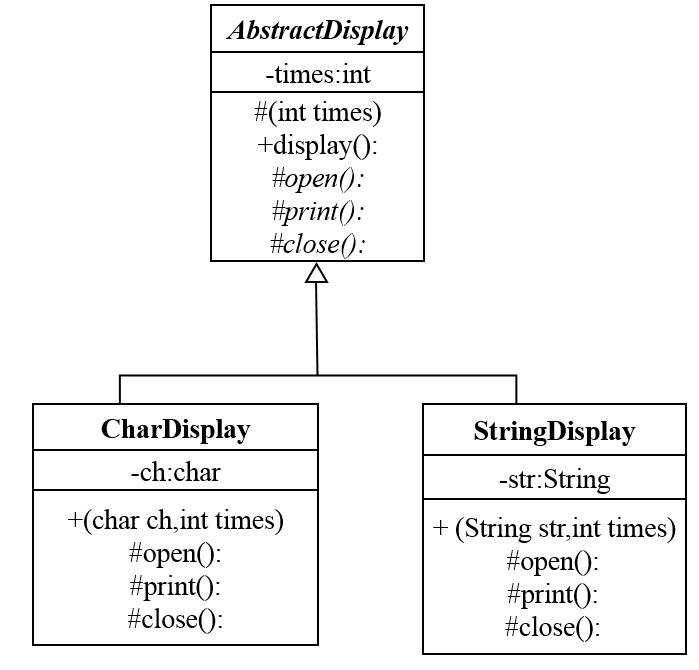 AbstractDisplay
-times:int
#(int times)
+display():
#open():
#print():
#close():
CharDisplay
-ch:char
+(char ch,int times)
#open():
#print():
#close():
StringDisplay
-str:String
+ (String str,int times)
#open():
#print():
#close():